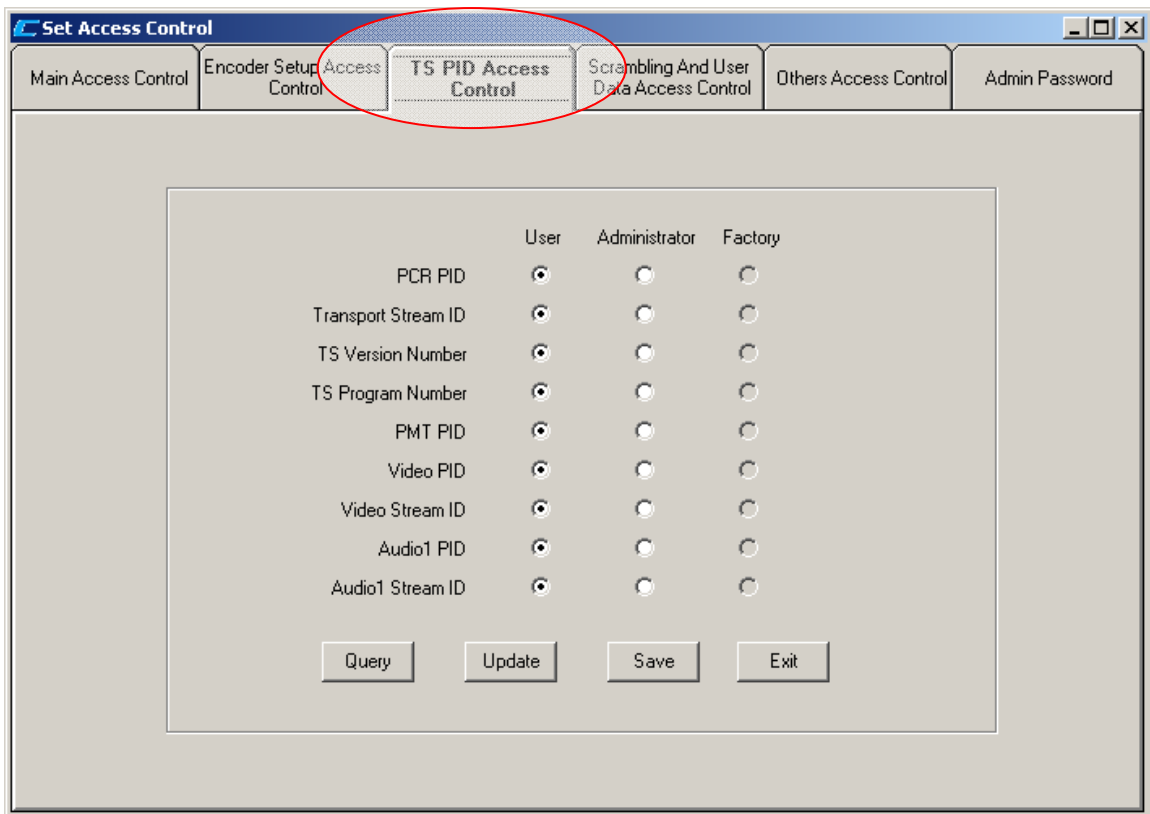 Set Access Control
Main Access Control
Encoder Setup Access
Control
TS PID Access
Control
Scrambling And User
Data Access Control
Others Access Control
Admin Password
User Administrator Factory
PCR PID
Transport Stream ID
TS Version Number
TS Program Number
PMT PID
Video PID
Video Stream ID
Audio1 PID
Audio1 Stream ID
Query Update Save Exit